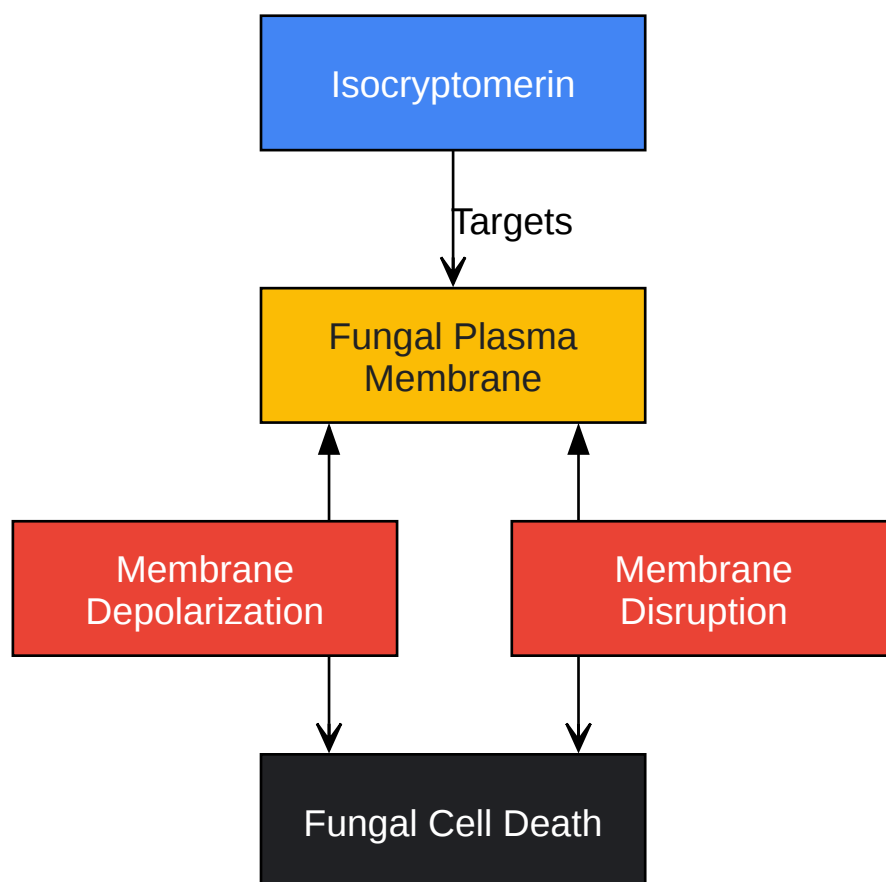 Isocryptomerin
Targets
Fungal Plasma
Membrane
Membrane
Depolarization
Membrane
Disruption
Fungal Cell Death